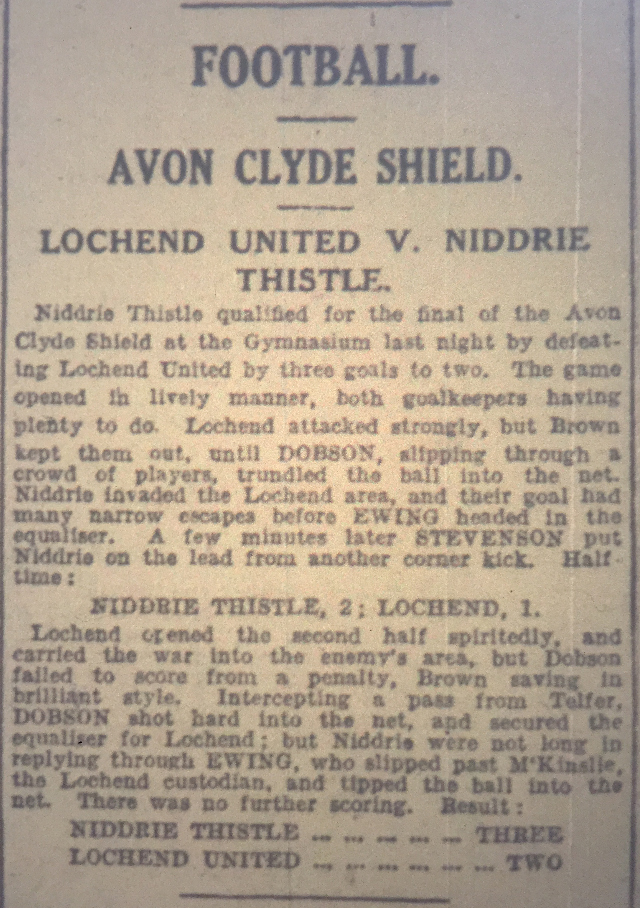 FOOTBALL.
AVON CLYDE SHIELD.
LOCHEND UNITED V. NIDDRIE
THISTLE.
Niddrie Thistle qualified for the final of the Avon
Clyde Shield at the Gymnasium last night by defeat-
ing Lochend United by three goals to two. The game
opened in lively manner, both goalkeepers having
plenty to do. Lochend attacked strongly, but Brown
kept them out, until DOBSON, slipping through a
crowd of players, trundled the ball into the net.
Niddrie invaded the Lochend area, and their goal had
many narrow escapes before EWING headed in the
equaliser. A few minutes later STEVENSON put
Niddrie on the lead from another corner kick. Half-
time:
NIDDRIE THISTLE, 2; LOCHEND, 1.
Lochend opened the second half spiritedly, and
carried the war into the enemy's area, but Dobson
failed to score from a penalty, Brown saving in
brilliant style. Intercepting a pass from Telfer,
DOBSON shot hard into the net, and secured the
equaliser for Lochend; but Niddrie were not long in
replying through EWING, who slipped past M'Kinslie,
the Lochend custodian, and tipped the ball into the
net. There was no further scoring. Result:
NIDDRIE THISTLE ... ... ... ... ... THREE
LOCHEND UNITED ... ... ... ... ... ... TWO